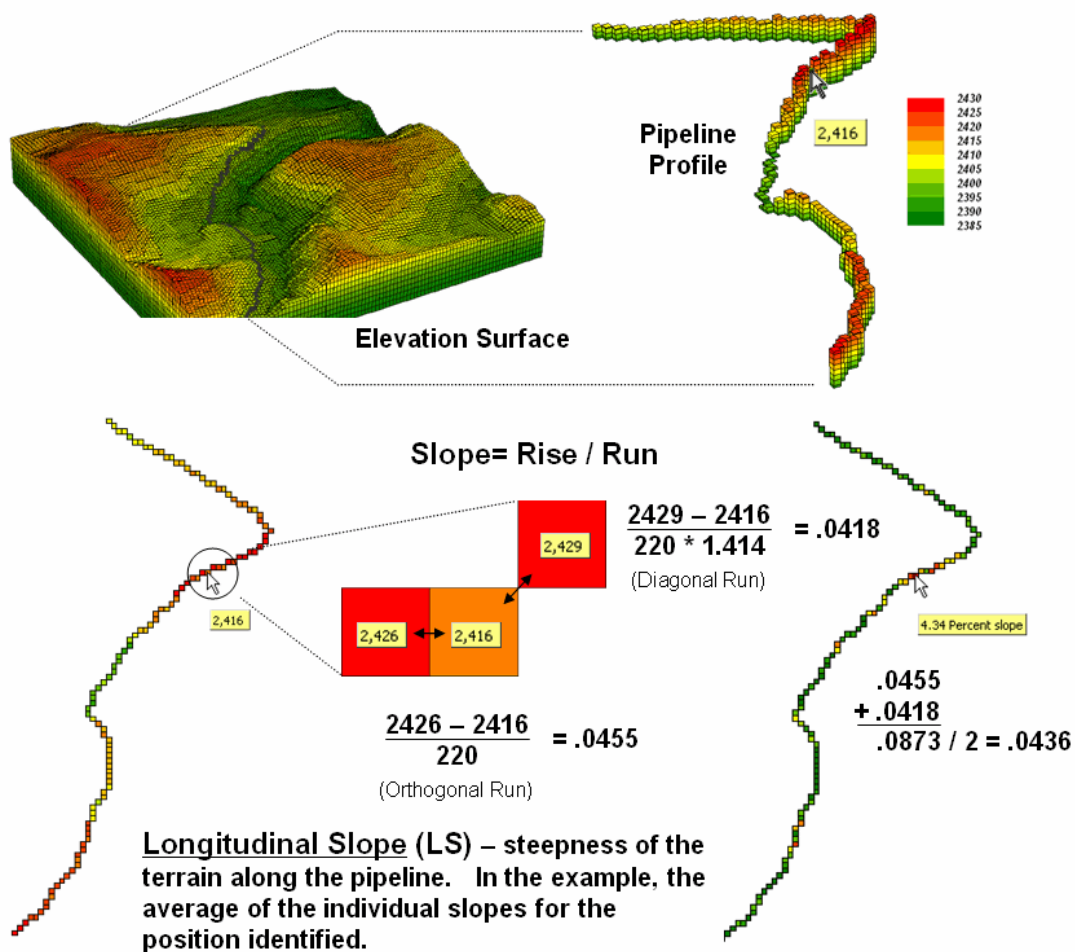 Pipeline
Profile
2,416
2430
2425
2420
2415
2410
2405
2400
2395
2390
2385
Elevation Surface
Slope= Rise / Run
2,429
2429 – 2416
220 * 1.414
= .0418
(Diagonal Run)
2,426
2,416
2,416
2426 – 2416
220
= .0455
(Orthogonal Run)
4.34 Percent slope
.0455
+ .0418
.0873 / 2 = .0436
Longitudinal Slope (LS) – steepness of the
terrain along the pipeline. In the example, the
average of the individual slopes for the
position identified.